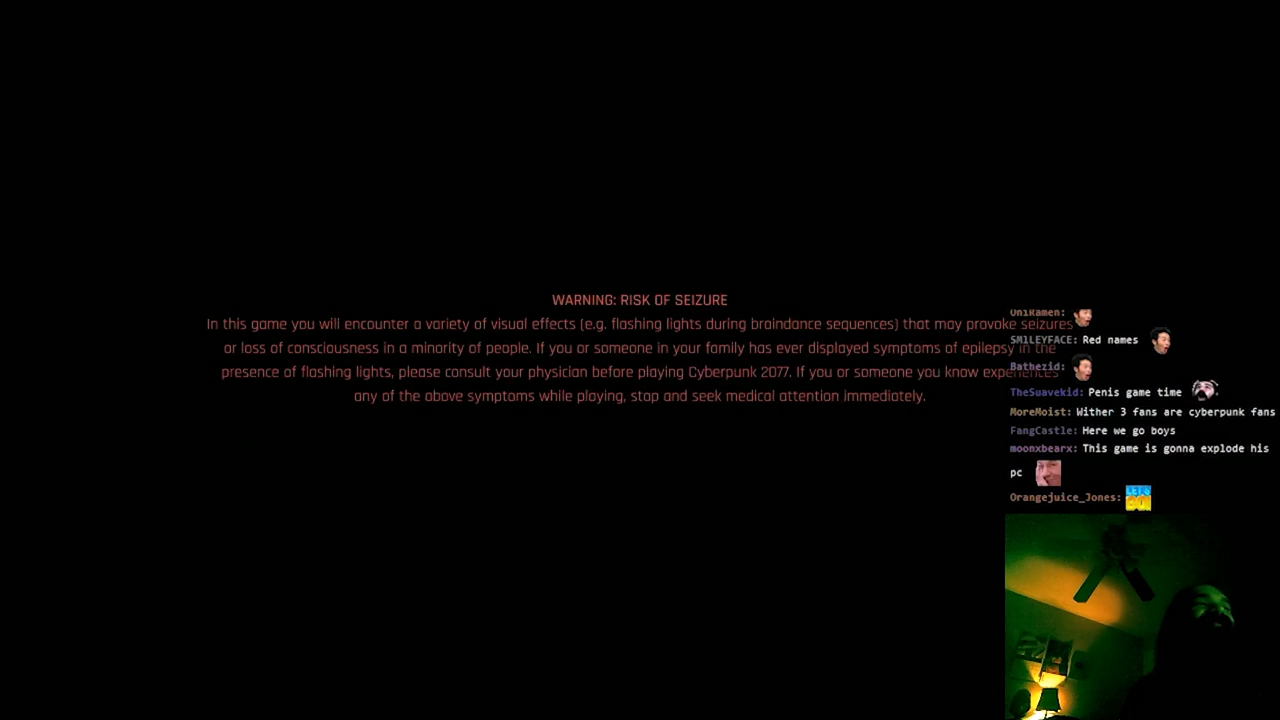 WARNING: RISK OF SEIZURE
In this game you will encounter a variety of visual effects (e.g. flashing lights during braindance sequences) that may provoke seizures
or loss of consciousness in a minority of people. If you or someone in your family has ever displayed symptoms of epilepsy in the
presence of flashing lights, please consult your physician before playing Cyberpunk 2077. If you or someone you know experiences
any of the above symptoms while playing, stop and seek medical attention immediately.
Un1Ramen:
SM1LEYFACE: Red names
Bathezid:
TheSuavekid: Penis game time
MoreMoist: Wither 3 fans are cyberpunk fans
FangCastle: Here we go boys
moonxbearx: This game is gonna explode his
pc
Orangejuice_Jones: LET'S
GO!